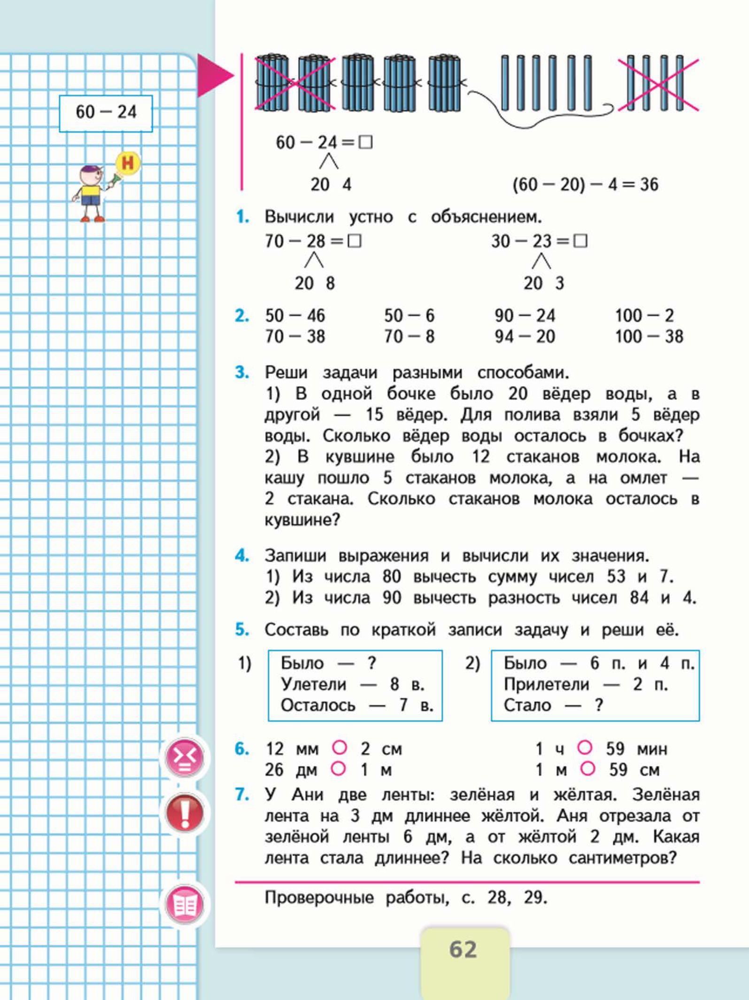 60 – 24
Н
60 – 24 = □
20 4
(60 – 20) – 4 = 36
1. Вычисли устно с объяснением.
70 – 28 = □ 30 – 23 = □
20 8 20 3
2. 50 – 46 50 – 6 90 – 24 100 – 2
70 – 38 70 – 8 94 – 20 100 – 38
3. Реши задачи разными способами.
1) В одной бочке было 20 вёдер воды, а в
другой — 15 вёдер. Для полива взяли 5 вёдер
воды. Сколько вёдер воды осталось в бочках?
2) В кувшине было 12 стаканов молока. На
кашу пошло 5 стаканов молока, а на омлет —
2 стакана. Сколько стаканов молока осталось в
кувшине?
4. Запиши выражения и вычисли их значения.
1) Из числа 80 вычесть сумму чисел 53 и 7.
2) Из числа 90 вычесть разность чисел 84 и 4.
5. Составь по краткой записи задачу и реши её.
1) Было — ?
Улетели — 8 в.
Осталось — 7 в.
2) Было — 6 п. и 4 п.
Прилетели — 2 п.
Стало — ?
6. 12 мм ○ 2 см 1 ч ○ 59 мин
26 дм ○ 1 м 1 м ○ 59 см
7. У Ани две ленты: зелёная и жёлтая. Зелёная
лента на 3 дм длиннее жёлтой. Аня отрезала от
зелёной ленты 6 дм, а от жёлтой 2 дм. Какая
лента стала длиннее? На сколько сантиметров?
Проверочные работы, с. 28, 29.
62